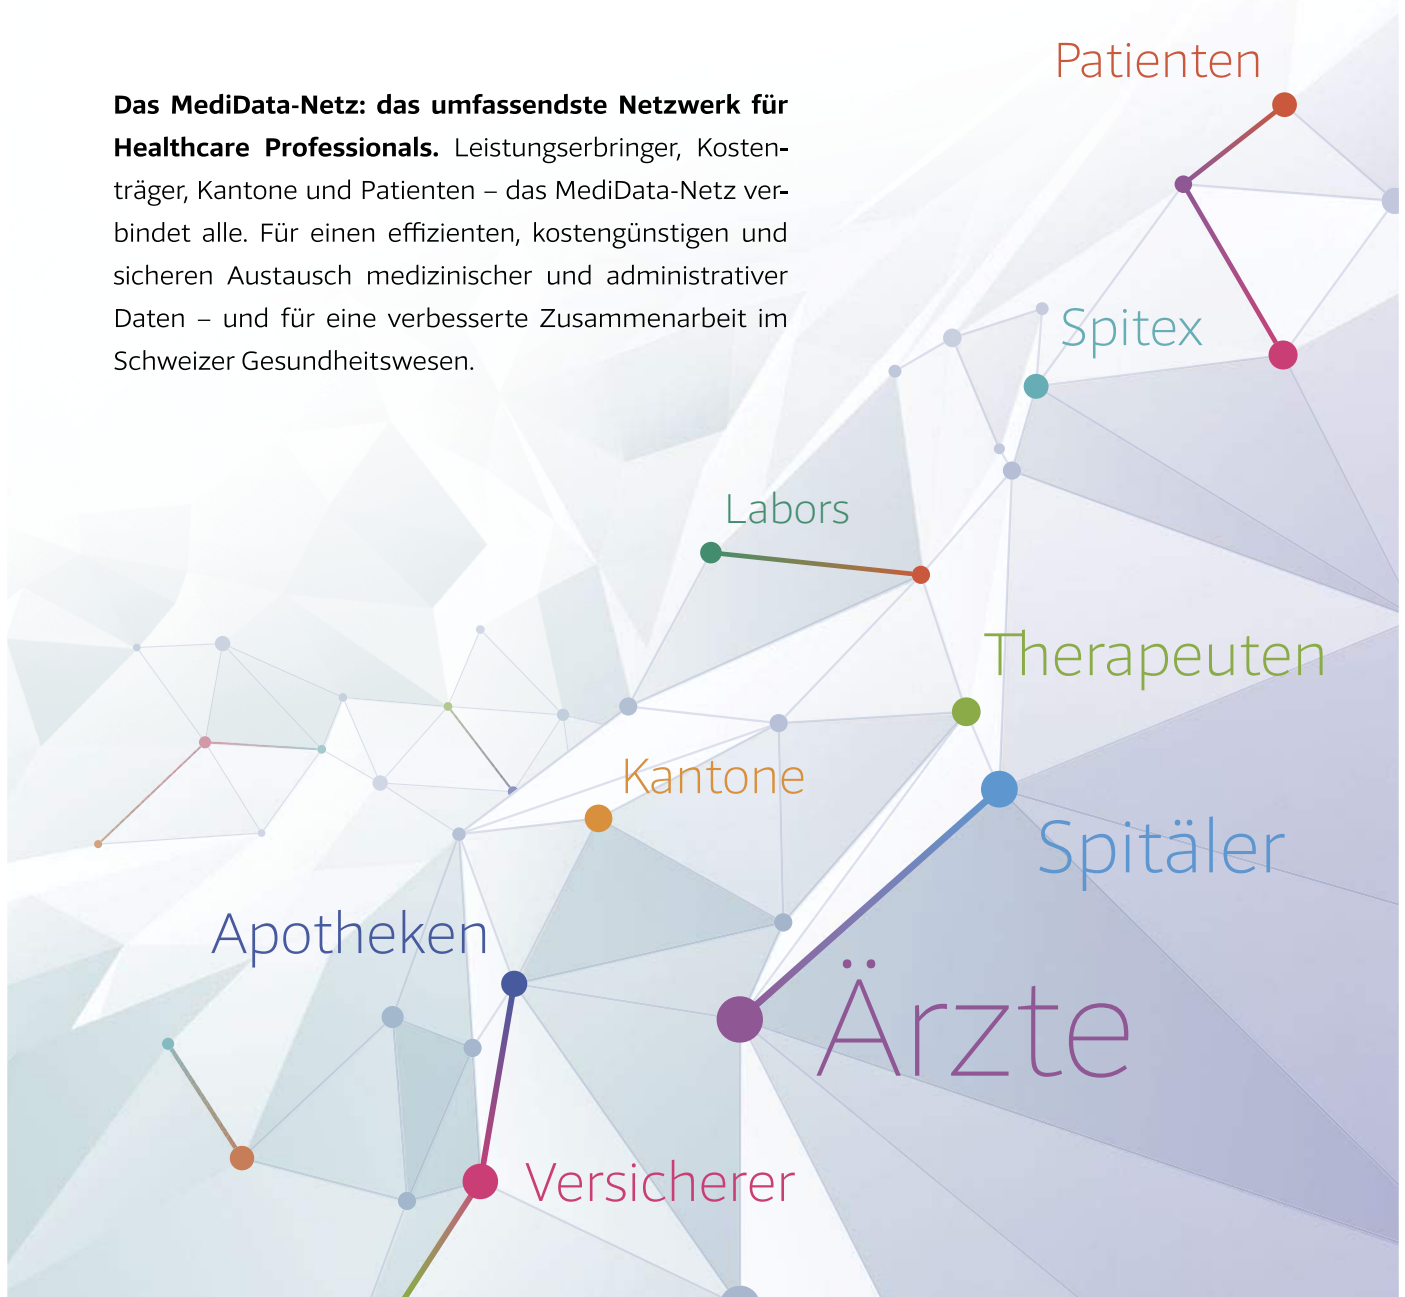 Patienten
Das MediData-Netz: das umfassendste Netzwerk für
Healthcare Professionals. Leistungserbringer, Kosten-
träger, Kantone und Patienten – das MediData-Netz ver-
bindet alle. Für einen effizienten, kostengünstigen und
sicheren Austausch medizinischer und administrativer
Daten – und für eine verbesserte Zusammenarbeit im
Schweizer Gesundheitswesen.
Spitex
Labors
Therapeuten
Kantone
Spitäler
Apotheken
Ärzte
Versicherer